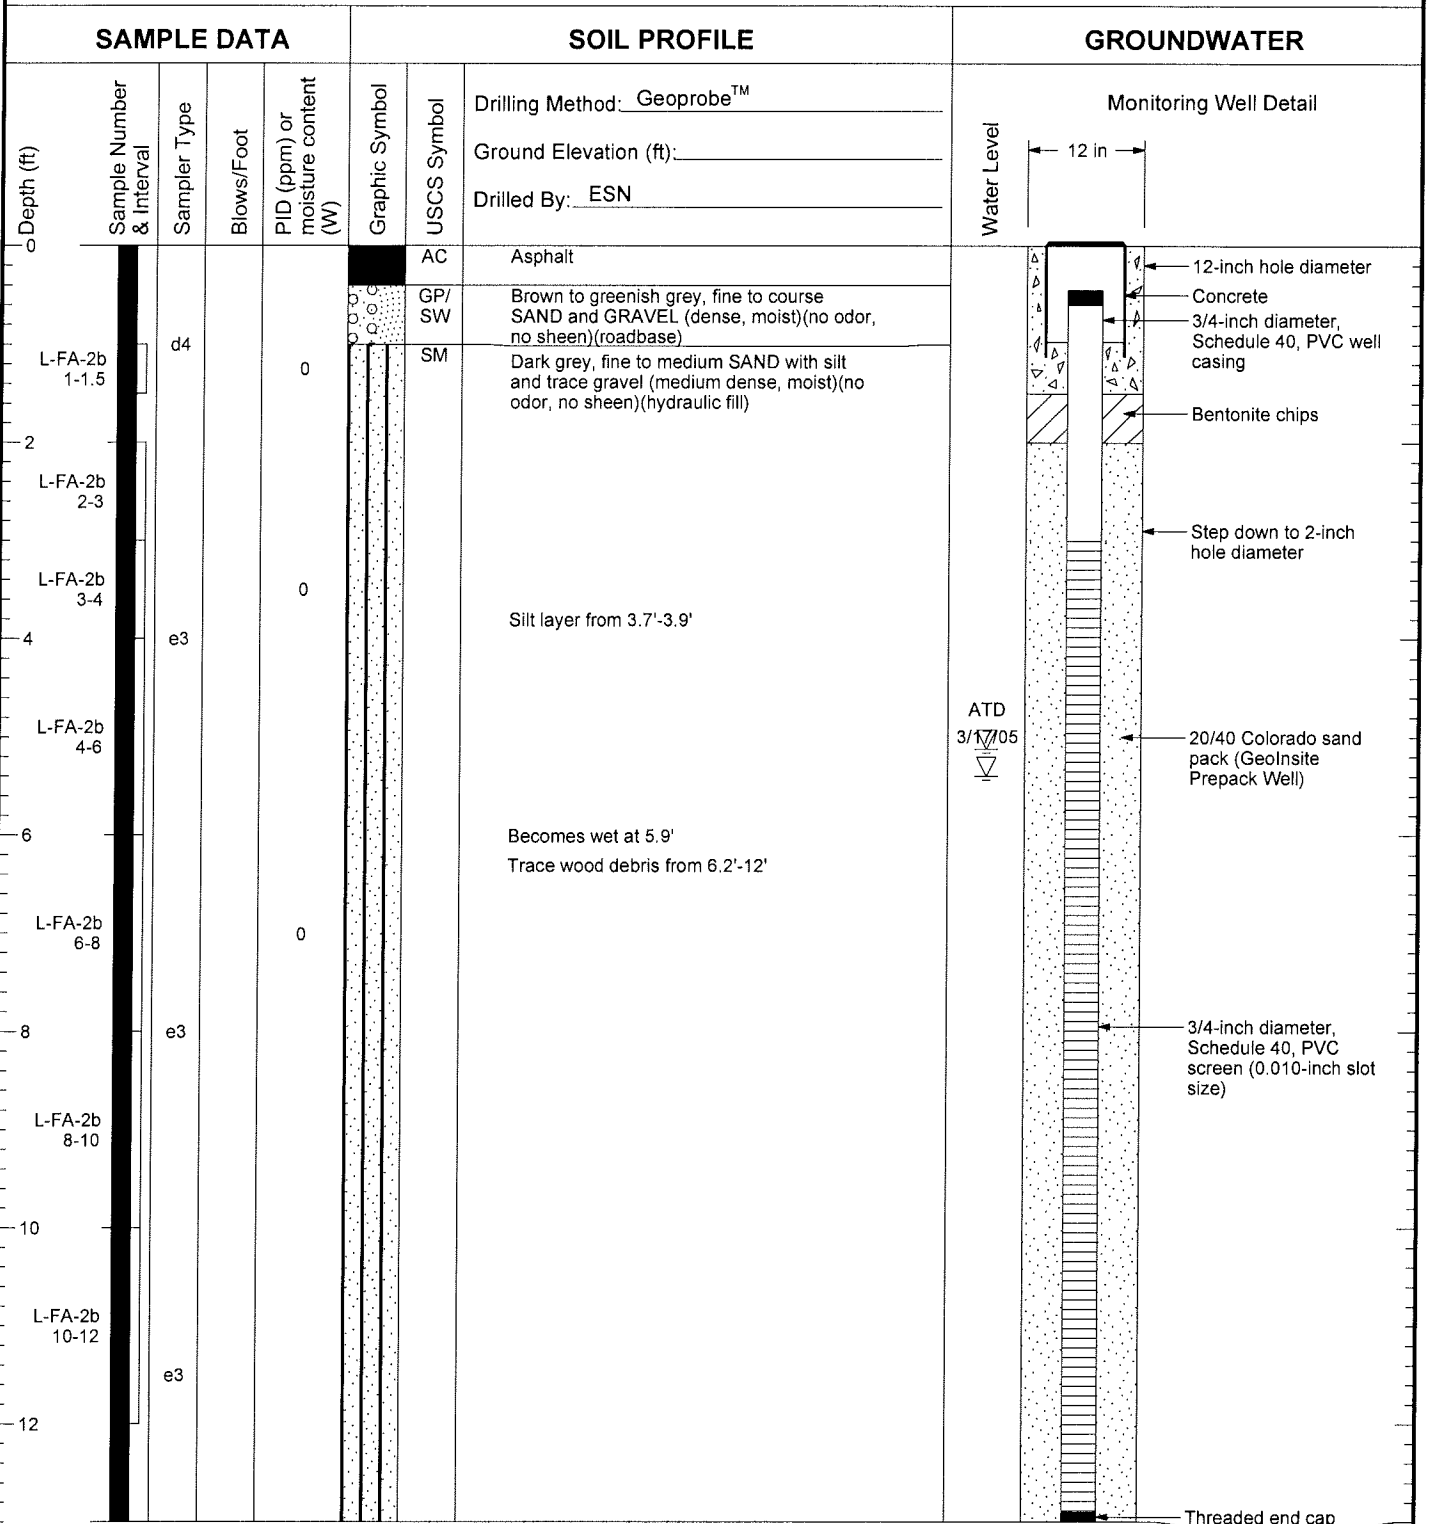 SAMPLE DATA
SOIL PROFILE
GROUNDWATER
Depth (ft)
Sample Number
& Interval
Sampler Type
Blows/Foot
PID (ppm) or
moisture content
(W)
Graphic Symbol
USCS Symbol
Drilling Method: Geoprobe™
Ground Elevation (ft):
Drilled By: ESN
Water Level
Monitoring Well Detail
12 in
0
AC
Asphalt
GP/
SW
Brown to greenish grey, fine to course
SAND and GRAVEL (dense, moist)(no odor,
no sheen)(roadbase)
SM
Dark grey, fine to medium SAND with silt
and trace gravel (medium dense, moist)(no
odor, no sheen)(hydraulic fill)
L-FA-2b
1-1.5
d4
0
12-inch hole diameter
Concrete
3/4-inch diameter,
Schedule 40, PVC well
casing
Bentonite chips
2
L-FA-2b
2-3
Step down to 2-inch
hole diameter
L-FA-2b
3-4
0
Silt layer from 3.7'-3.9'
4
e3
L-FA-2b
4-6
ATD
3/17/05
20/40 Colorado sand
pack (GeoInsite
Prepack Well)
6
Becomes wet at 5.9'
Trace wood debris from 6.2'-12'
L-FA-2b
6-8
0
8
e3
3/4-inch diameter,
Schedule 40, PVC
screen (0.010-inch slot
size)
L-FA-2b
8-10
10
L-FA-2b
10-12
e3
12
Threaded end cap